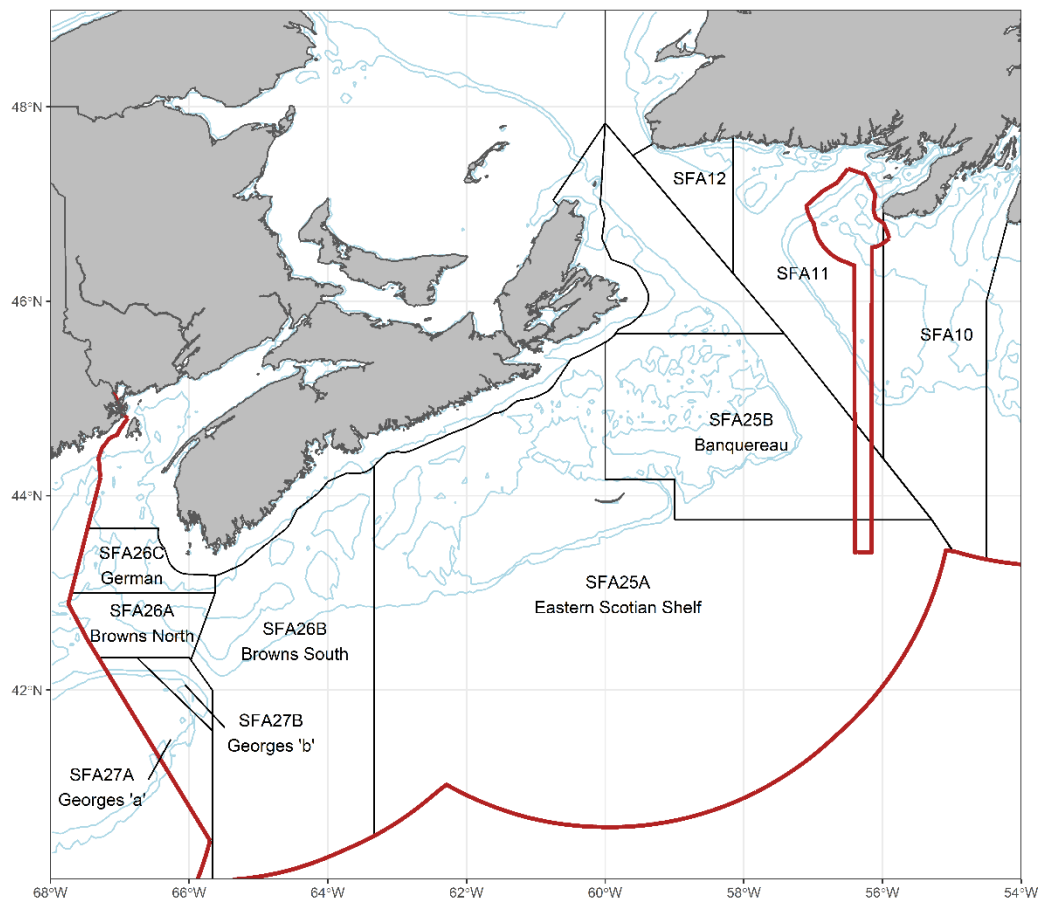 48°N
46°N
44°N
42°N
SFA12
SFA11
SFA10
SFA25B
Banquereau
SFA26C
German
SFA26A
Browns North
SFA26B
Browns South
SFA25A
Eastern Scotian Shelf
SFA27B
Georges 'b'
SFA27A
Georges 'a'
68°W 66°W 64°W 62°W 60°W 58°W 56°W 54°W